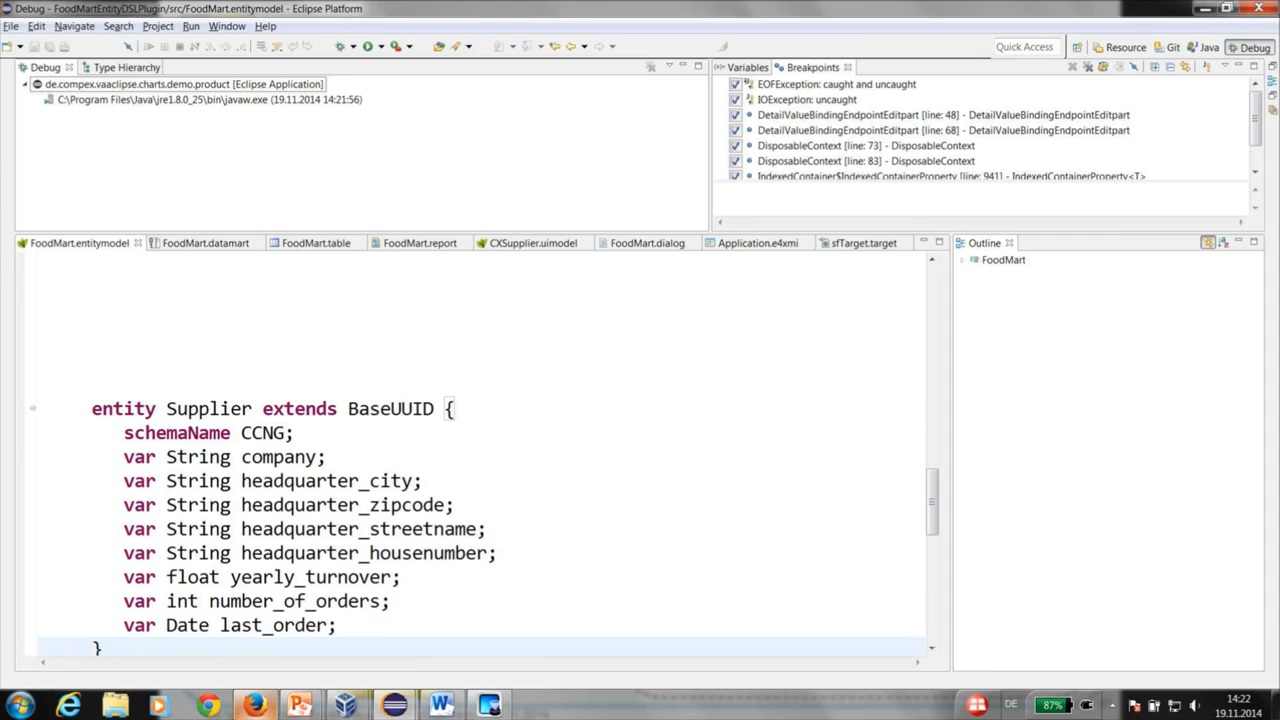 Debug - FoodMartEntityDSLPlugin/src/FoodMart.entitymodel - Eclipse Platform
File Edit Navigate Search Project Run Window Help
Quick Access Resource Git Java Debug
Debug Type Hierarchy
de.compex.vaaclipse.charts.demo.product [Eclipse Application]
C:\Program Files\Java\jre1.8.0_25\bin\javaw.exe (19.11.2014 14:21:56)
Variables Breakpoints
EOFException: caught and uncaught
IOException: uncaught
DetailValueBindingEndpointEditpart [line: 48] - DetailValueBindingEndpointEditpart
DetailValueBindingEndpointEditpart [line: 68] - DetailValueBindingEndpointEditpart
DisposableContext [line: 73] - DisposableContext
DisposableContext [line: 83] - DisposableContext
IndexedContainer$IndexedContainerProperty [line: 941] - IndexedContainerProperty<T>
FoodMart.entitymodel FoodMart.datamart FoodMart.table FoodMart.report CXSupplier.uimodel FoodMart.dialog Application.e4xmi sfTarget.target
Outline
FoodMart
entity Supplier extends BaseUUID {
schemaName CCNG;
var String company;
var String headquarter_city;
var String headquarter_zipcode;
var String headquarter_streetname;
var String headquarter_housenumber;
var float yearly_turnover;
var int number_of_orders;
var Date last_order;
}
DE 87% 14:22
19.11.2014